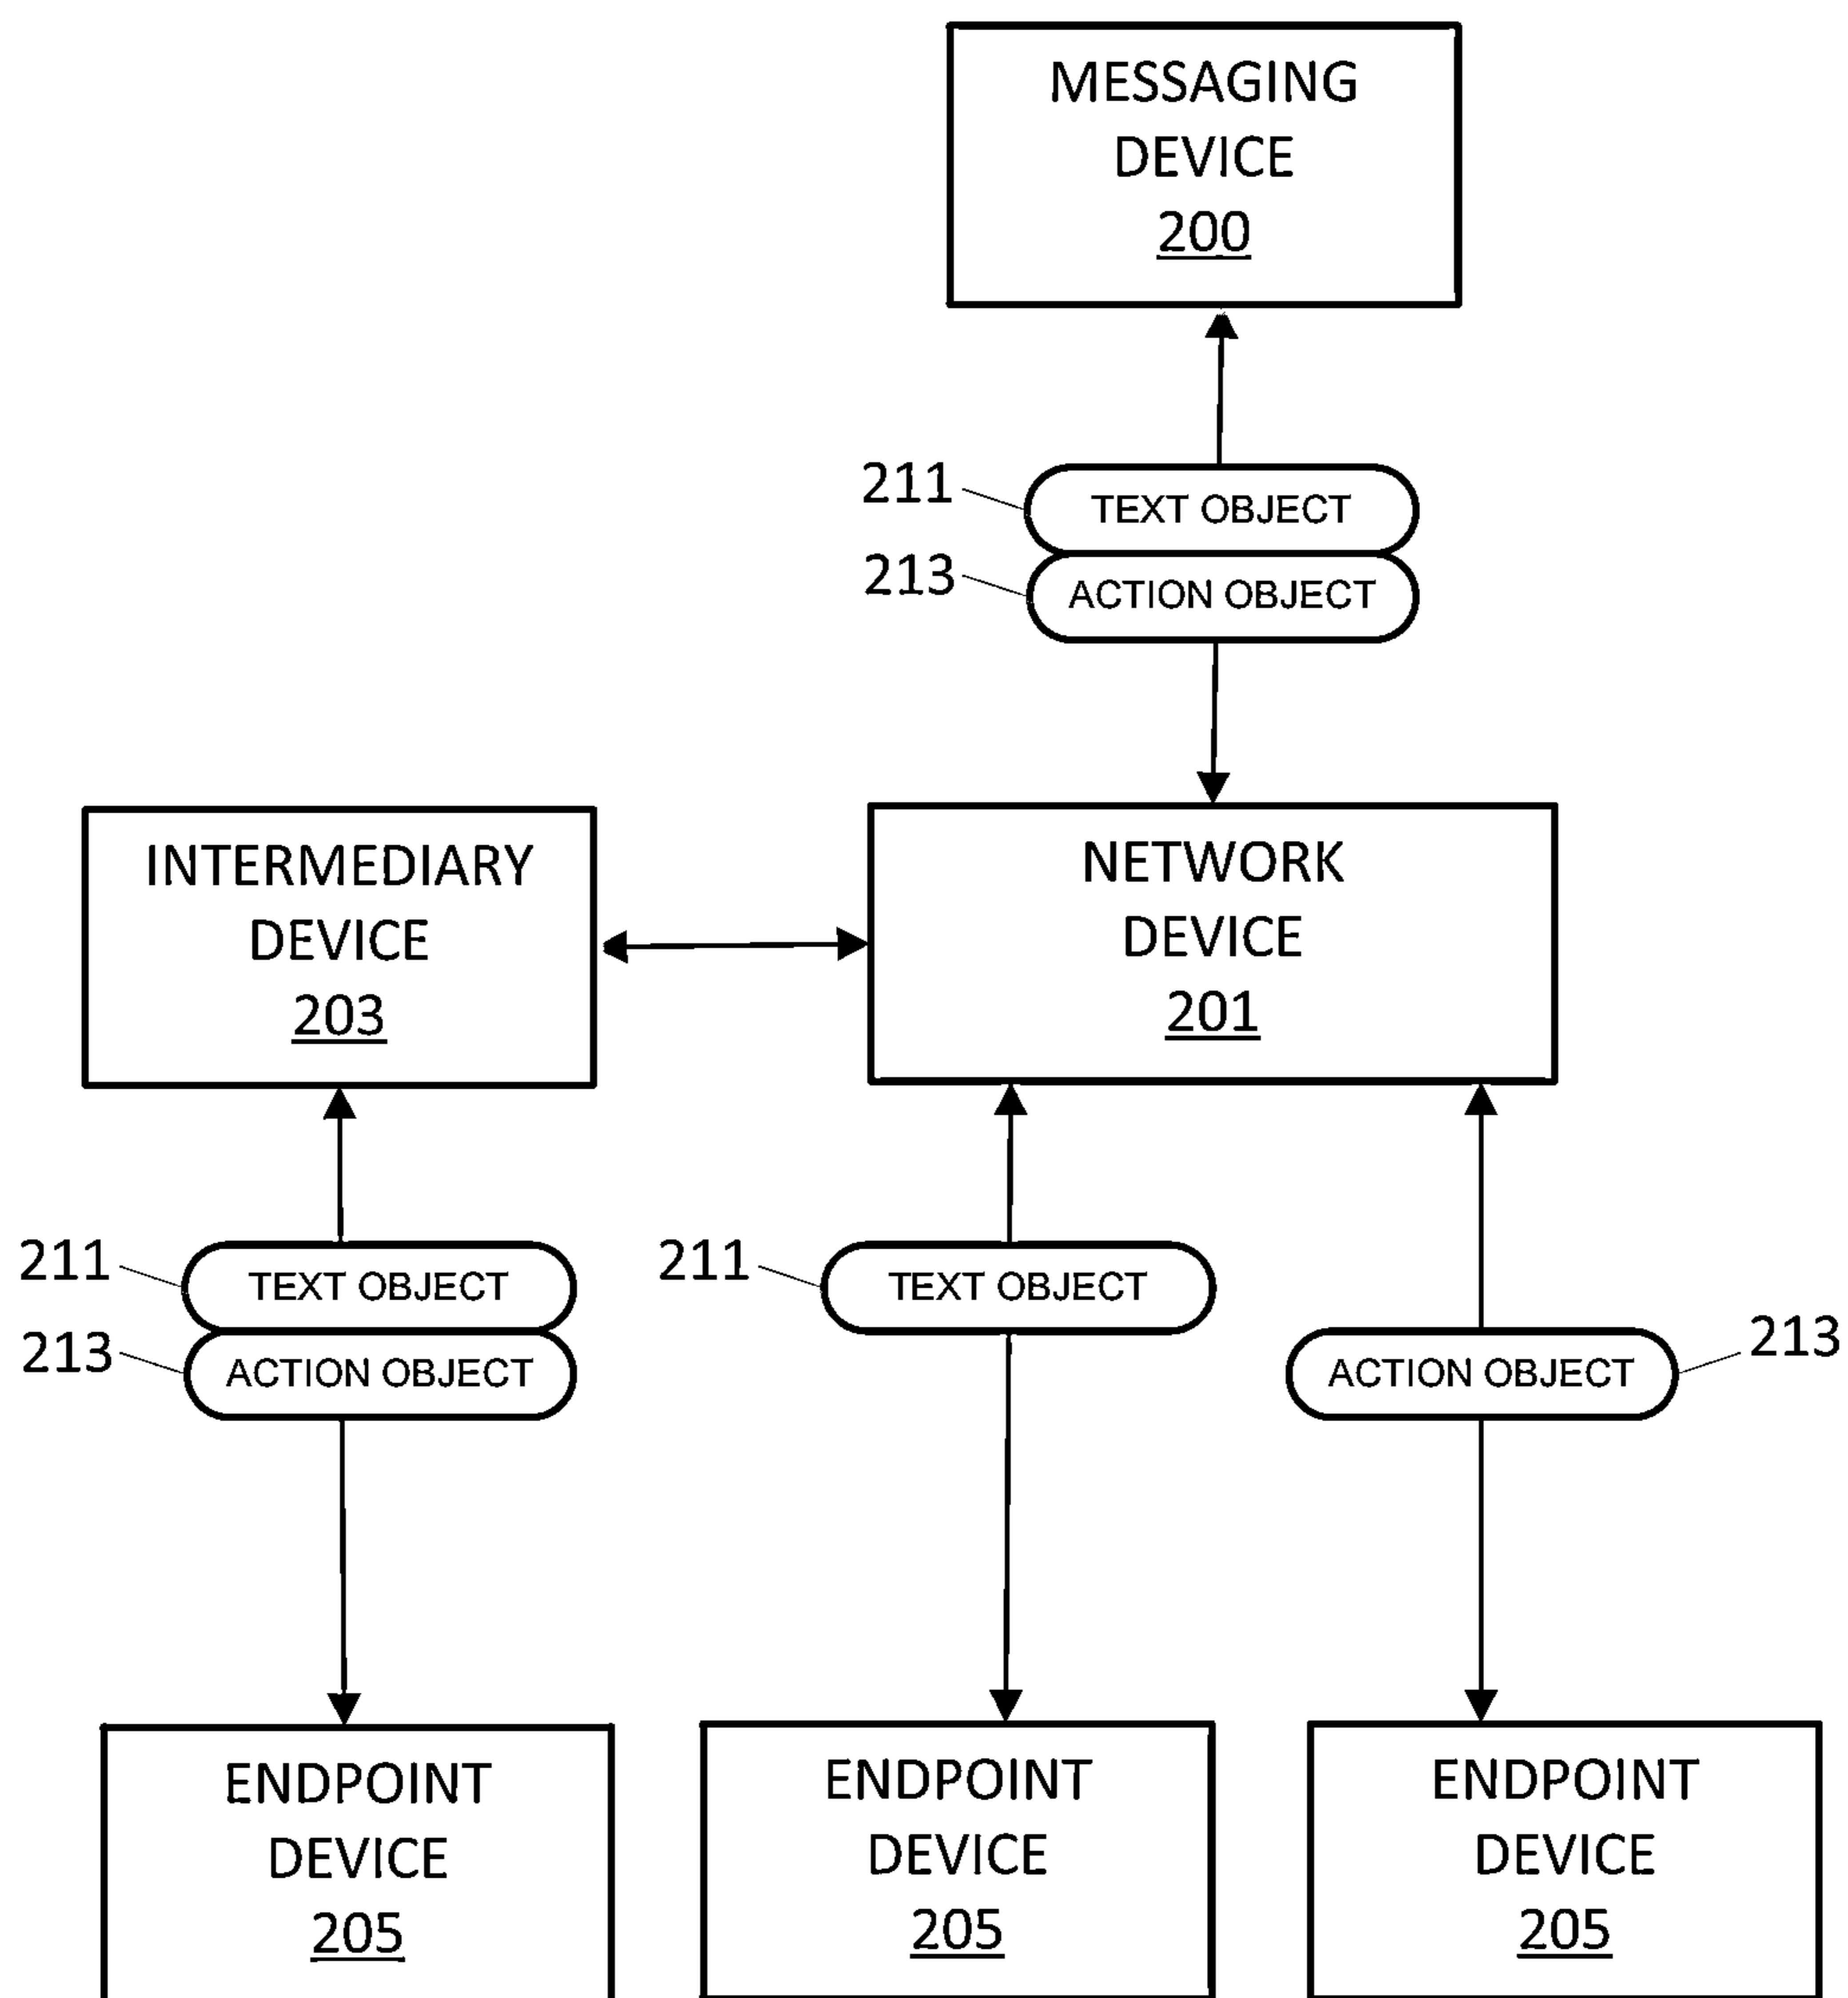 MESSAGING
DEVICE
200
211
TEXT OBJECT
213
ACTION OBJECT
INTERMEDIARY
DEVICE
203
NETWORK
DEVICE
201
211
TEXT OBJECT
213
ACTION OBJECT
211
TEXT OBJECT
ACTION OBJECT
213
ENDPOINT
DEVICE
205
ENDPOINT
DEVICE
205
ENDPOINT
DEVICE
205